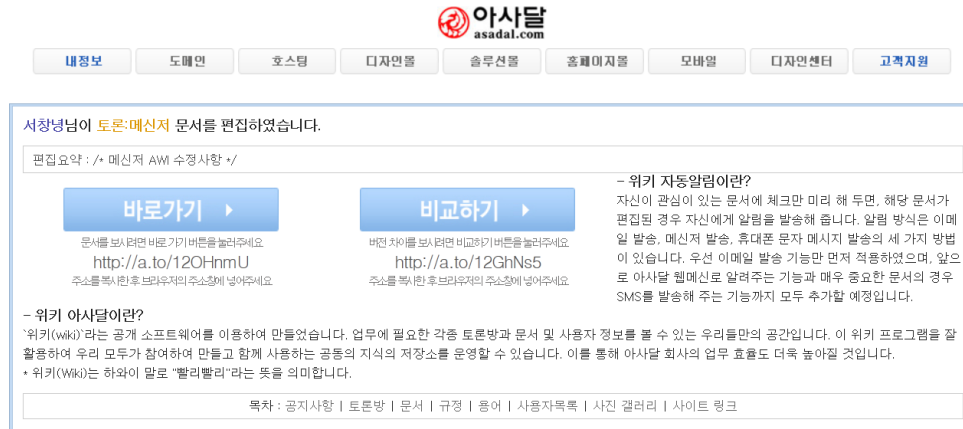 아사달
asadal.com
내정보 도메인 호스팅 디자인몰 솔루션몰 홈페이지몰 모바일 디자인센터 고객지원
서창녕님이 토론:메신저 문서를 편집하였습니다.
편집요약 : /* 메신저 AWI 수정사항 */
바로가기
문서를 보시려면 바로가기 버튼을 눌러주세요
http://a.to/12OHnmU
주소를 복사한 후 브라우저의 주소창에 넣어주세요
비교하기
버전 차이를 보시려면 비교하기 버튼을 눌러주세요
http://a.to/12GhNs5
주소를 복사한 후 브라우저의 주소창에 넣어주세요
- 위키 자동알림이란?
자신이 관심이 있는 문서에 체크만 미리 해 두면, 해당 문서가
편집된 경우 자신에게 알림을 발송해 줍니다. 알림 방식은 이메
일 발송, 메신저 발송, 휴대폰 문자 메시지 발송의 세 가지 방법
이 있습니다. 우선 이메일 발송 기능만 먼저 적용하였으며, 앞으
로 아사달 웹메신로 알려주는 기능과 매우 중요한 문서의 경우
SMS를 발송해 주는 기능까지 모두 추가할 예정입니다.
- 위키 아사달이란?
`위키(wiki)`라는 공개 소프트웨어를 이용하여 만들었습니다. 업무에 필요한 각종 토론방과 문서 및 사용자 정보를 볼 수 있는 우리들만의 공간입니다. 이 위키 프로그램을 잘
활용하여 우리 모두가 참여하여 만들고 함께 사용하는 공동의 지식의 저장소를 운영할 수 있습니다. 이를 통해 아사달 회사의 업무 효율도 더욱 높아질 것입니다.
* 위키(Wiki)는 하와이 말로 "빨리빨리"라는 뜻을 의미합니다.
목차 : 공지사항 | 토론방 | 문서 | 규정 | 용어 | 사용자목록 | 사진 갤러리 | 사이트 링크